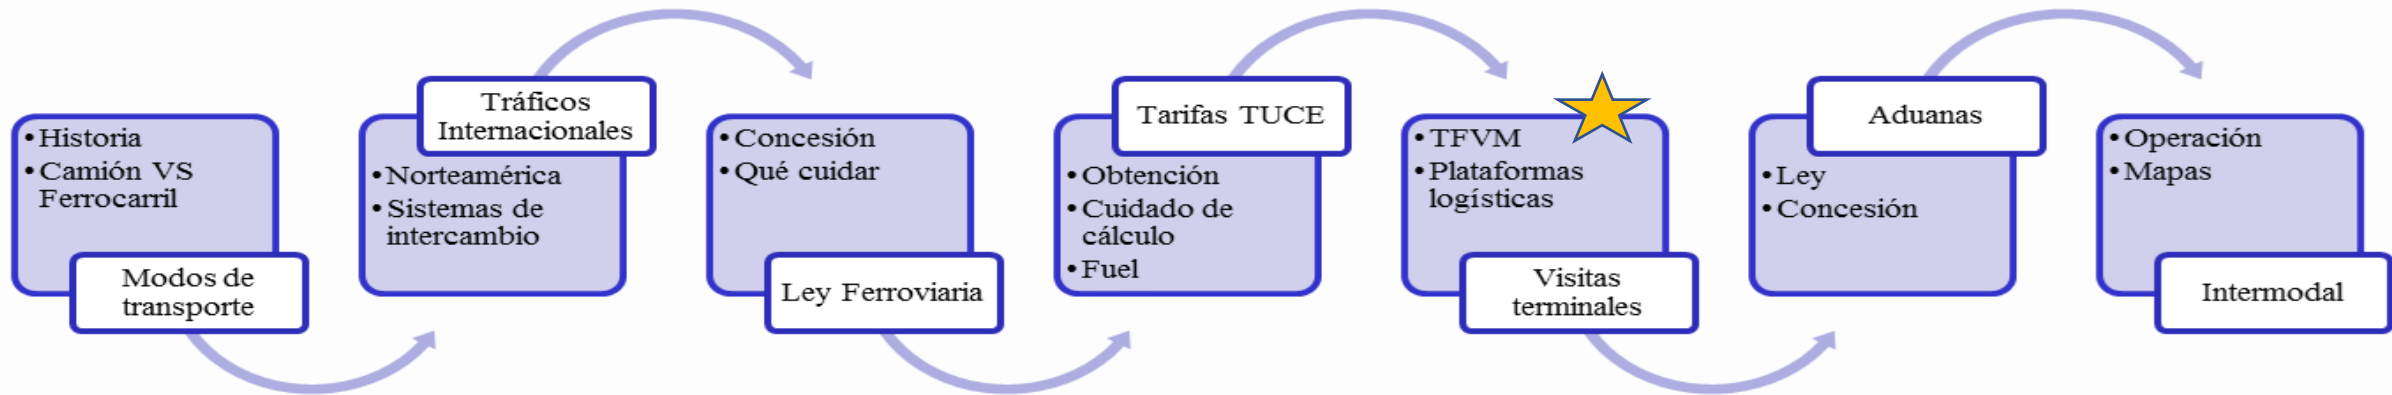 • Historia
• Camión VS
Ferrocarril
Modos de
transporte
Tráficos
Internacionales
• Norteamérica
• Sistemas de
intercambio
• Concesión
• Qué cuidar
Ley Ferroviaria
Tarifas TUCE
• Obtención
• Cuidado de
cálculo
• Fuel
• TFVM
• Plataformas
logísticas
Visitas
terminales
Aduanas
• Ley
• Concesión
• Operación
• Mapas
Intermodal